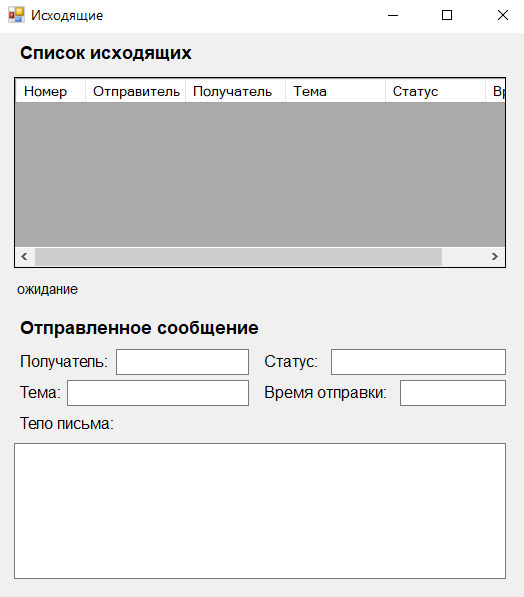 Исходящие
Список исходящих
Номер Отправитель Получатель Тема Статус
ожидание
Отправленное сообщение
Получатель: Статус:
Тема: Время отправки:
Тело письма: